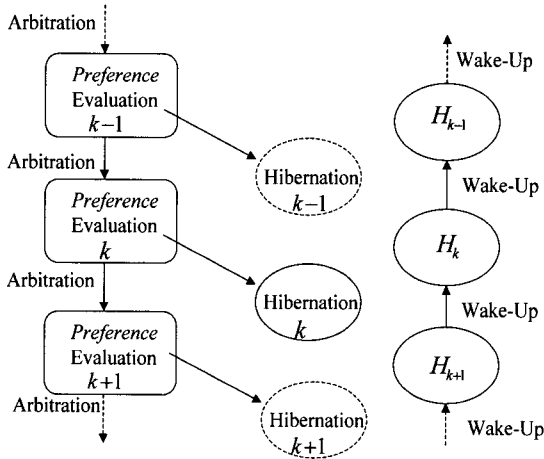 Arbitration
Preference
Evaluation
k−1
Arbitration
Hibernation
k−1
Preference
Evaluation
k
Arbitration
Hibernation
k
Preference
Evaluation
k+1
Arbitration
Hibernation
k+1
Wake-Up
H_{k−1}
Wake-Up
H_k
Wake-Up
H_{k+1}
Wake-Up